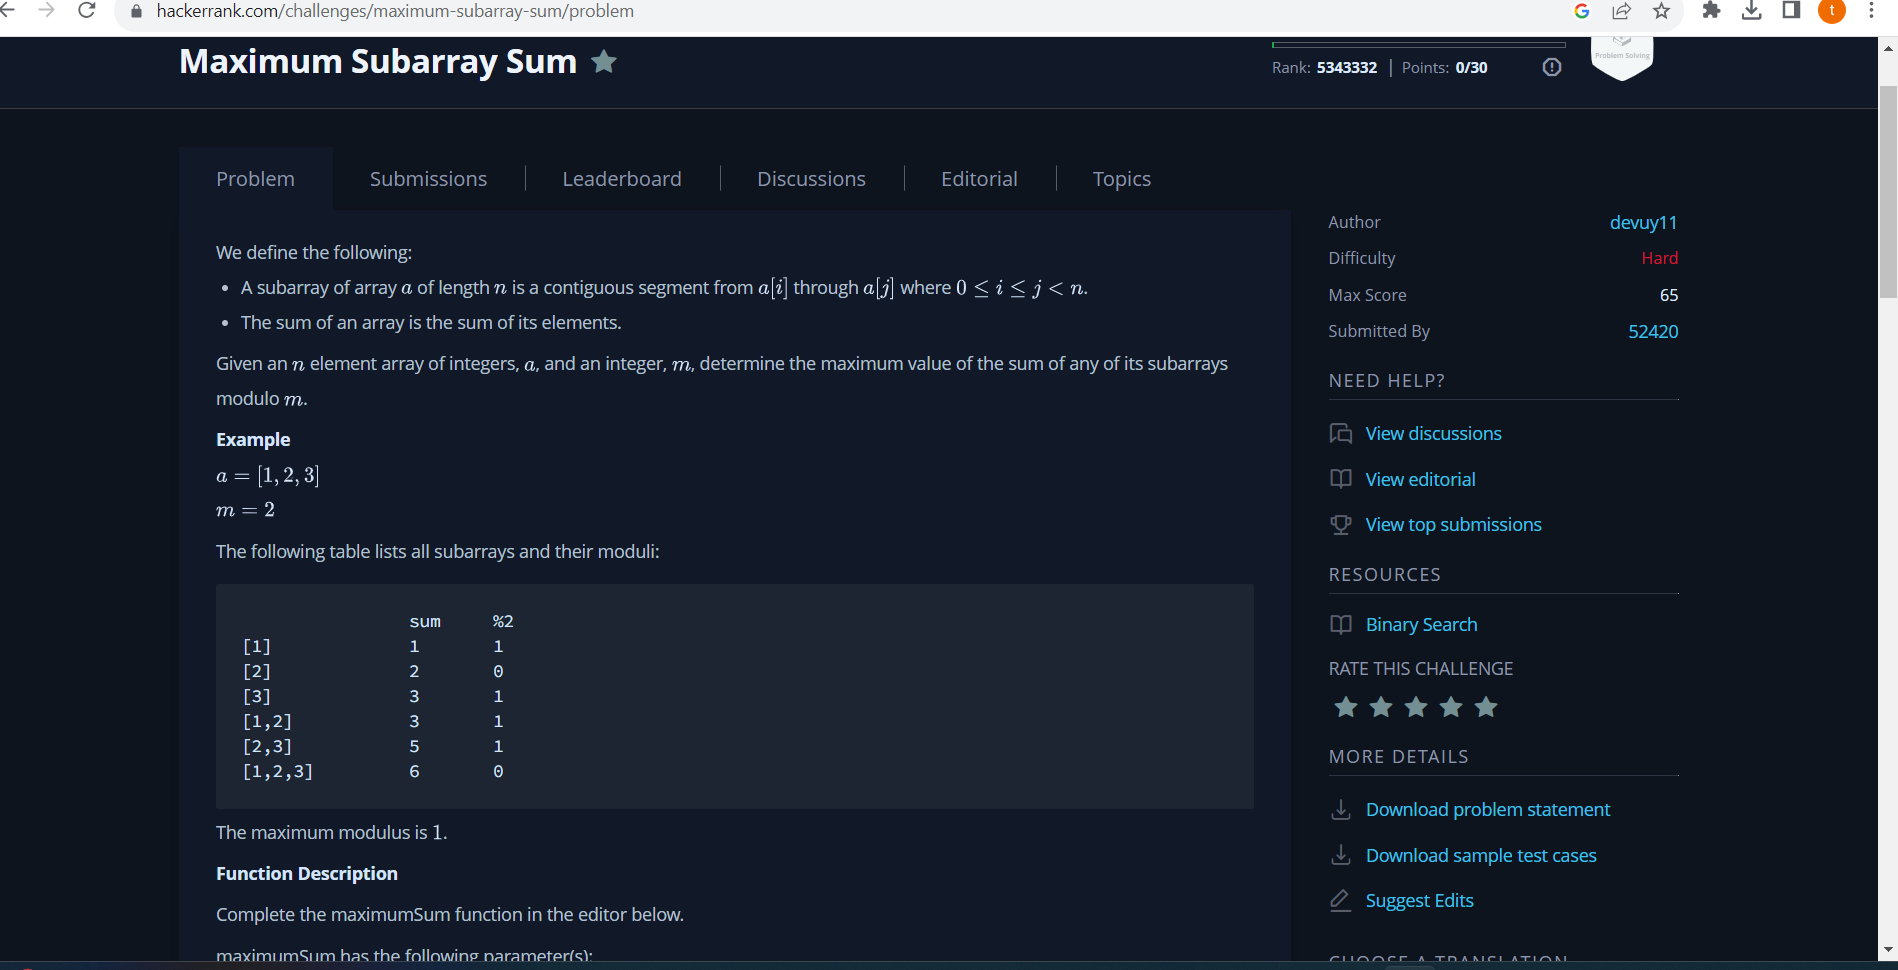 hackerrank.com/challenges/maximum-subarray-sum/problem
t
Maximum Subarray Sum
Rank: 5343332 | Points: 0/30
Problem Solving
Problem
Submissions
Leaderboard
Discussions
Editorial
Topics
We define the following:
• A subarray of array a of length n is a contiguous segment from a[i] through a[j] where 0 ≤ i ≤ j < n.
• The sum of an array is the sum of its elements.
Given an n element array of integers, a, and an integer, m, determine the maximum value of the sum of any of its subarrays
modulo m.
Example
a = [1, 2, 3]
m = 2
The following table lists all subarrays and their moduli:
sum %2
[1] 1 1
[2] 2 0
[3] 3 1
[1,2] 3 1
[2,3] 5 1
[1,2,3] 6 0
The maximum modulus is 1.
Function Description
Complete the maximumSum function in the editor below.
maximumSum has the following parameter(s):
Author devuy11
Difficulty Hard
Max Score 65
Submitted By 52420
NEED HELP?
View discussions
View editorial
View top submissions
RESOURCES
Binary Search
RATE THIS CHALLENGE
MORE DETAILS
Download problem statement
Download sample test cases
Suggest Edits
CHOOSE A TRANSLATION